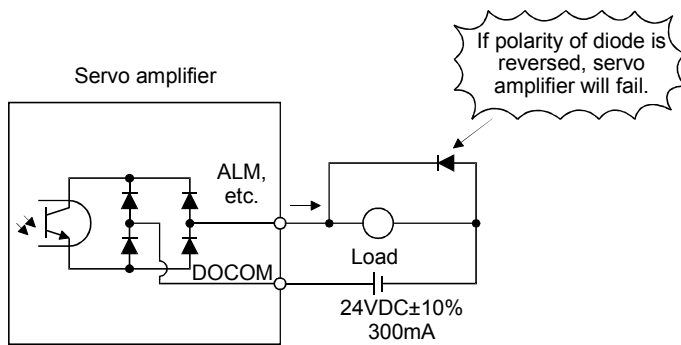 If polarity of diode is
reversed, servo
amplifier will fail.
Servo amplifier
ALM,
etc.
Load
DOCOM
24VDC±10%
300mA